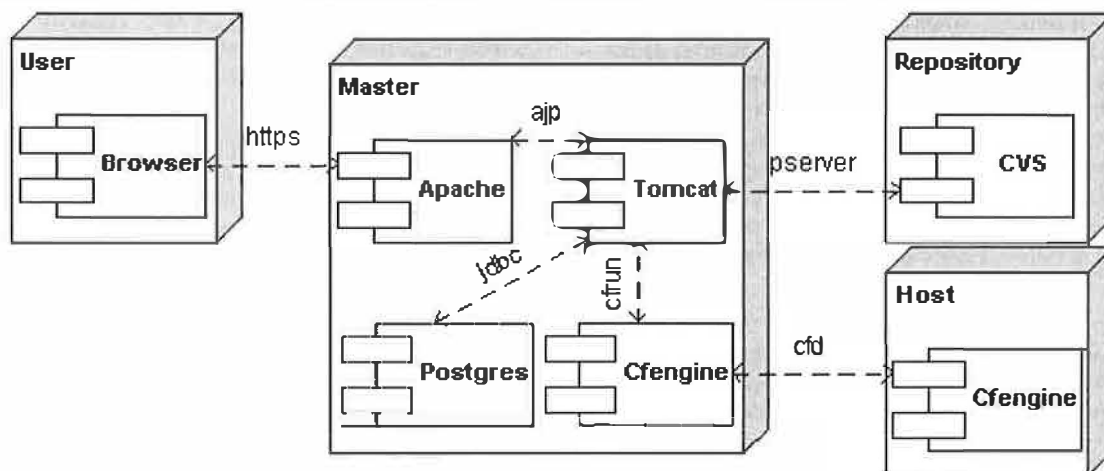 User
Browser
https
Master
ajp
Apache
Tomcat
jdbc
cfrun
Postgres
Cfengine
pserver
Repository
CVS
cfd
Host
Cfengine